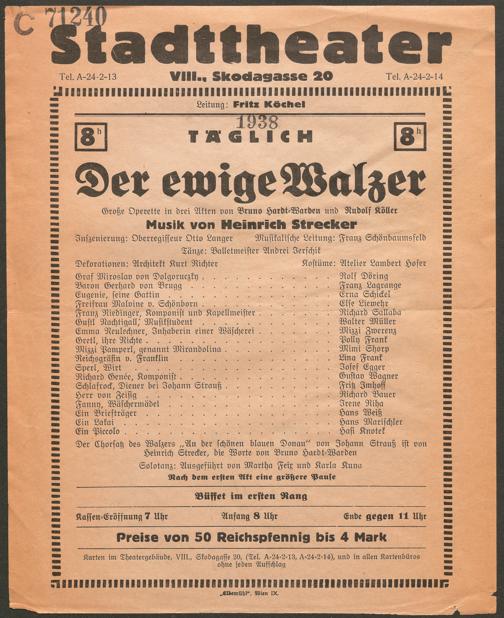 C 71240
Stadttheater
Tel. A-24-2-13 VIII., Skodagasse 20 Tel. A-24-2-14
Leitung: Fritz Köchel
1938
8h TÄGLICH 8h
Der ewige Walzer
Große Operette in drei Akten von Bruno Hardt-Warden und Rudolf Köller
Musik von Heinrich Strecker
Inszenierung: Oberregisseur Otto Langer Musikalische Leitung: Franz Schönbaumsfeld
Tänze: Balletmeister Andrei Jerschik
Dekorationen: Architekt Kurt Richter Kostüme: Atelier Lambert Hofer
Graf Miroslav von Dolgoruczky . . . Rolf Döring
Baron Gerhard von Brugg . . . Franz Lagrange
Eugenie, seine Gattin . . . Erna Schickel
Freifrau Malvine v. Schönborn . . . Else Liewehr
Franz Riedinger, Komponist und Kapellmeister . . . Richard Sallaba
Gustl Nachtigall, Musikstudent . . . Walter Müller
Emma Neulechner, Inhaberin einer Wäscherei . . . Mizzi Zwerenz
Gretl, ihre Nichte . . . Polly Frank
Mizzi Pamperl, genannt Mirandolina . . . Mimi Shorp
Reichsgräfin v. Franklin . . . Lina Frank
Sperl, Wirt . . . Josef Egger
Richard Genée, Komponist . . . Gustav Wagner
Schlafrock, Diener bei Johann Strauß . . . Fritz Imhoff
Herr von Zeißig . . . Richard Bauer
Fanny, Wäschermädel . . . Irene Riha
Ein Briefträger . . . Hans Weiß
Ein Lakai . . . Hans Marischler
Ein Piccolo . . . Hasi Knotek
Der Chorsatz des Walzers „An der schönen blauen Donau“ von Johann Strauß ist von
Heinrich Strecker, die Worte von Bruno Hardt-Warden
Solotanz: Ausgeführt von Martha Feiz und Karla Kuna
Nach dem ersten Akt eine größere Pause
Büffet im ersten Rang
Kassen-Eröffnung 7 Uhr Anfang 8 Uhr Ende gegen 11 Uhr
Preise von 50 Reichspfennig bis 4 Mark
Karten im Theatergebäude, VIII., Skodagasse 20, (Tel. A-24-2-13, A-24-2-14), und in allen Kartenbüros
ohne jeden Aufschlag
„Elbemühl“, Wien IX.